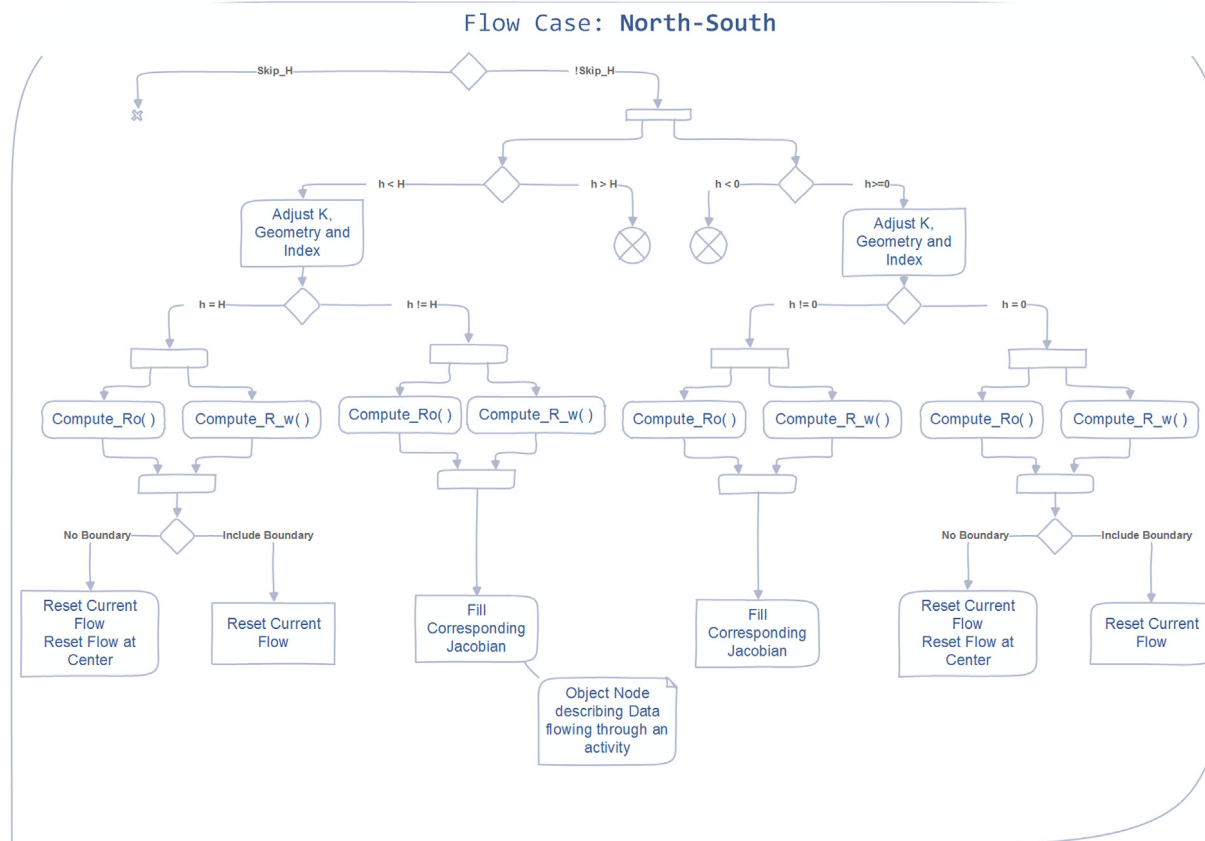 Flow Case: North-South
Skip_H
!Skip_H
h < H
h > H
h < 0
h>=0
Adjust K,
Geometry and
Index
Adjust K,
Geometry and
Index
h = H
h != H
h != 0
h = 0
Compute_Ro( )
Compute_R_w( )
Compute_Ro( )
Compute_R_w( )
Compute_Ro( )
Compute_R_w( )
Compute_Ro( )
Compute_R_w( )
No Boundary
Include Boundary
No Boundary
Include Boundary
Reset Current
Flow
Reset Flow at
Center
Reset Current
Flow
Fill
Corresponding
Jacobian
Fill
Corresponding
Jacobian
Reset Current
Flow
Reset Flow at
Center
Reset Current
Flow
Object Node
describing Data
flowing through an
activity